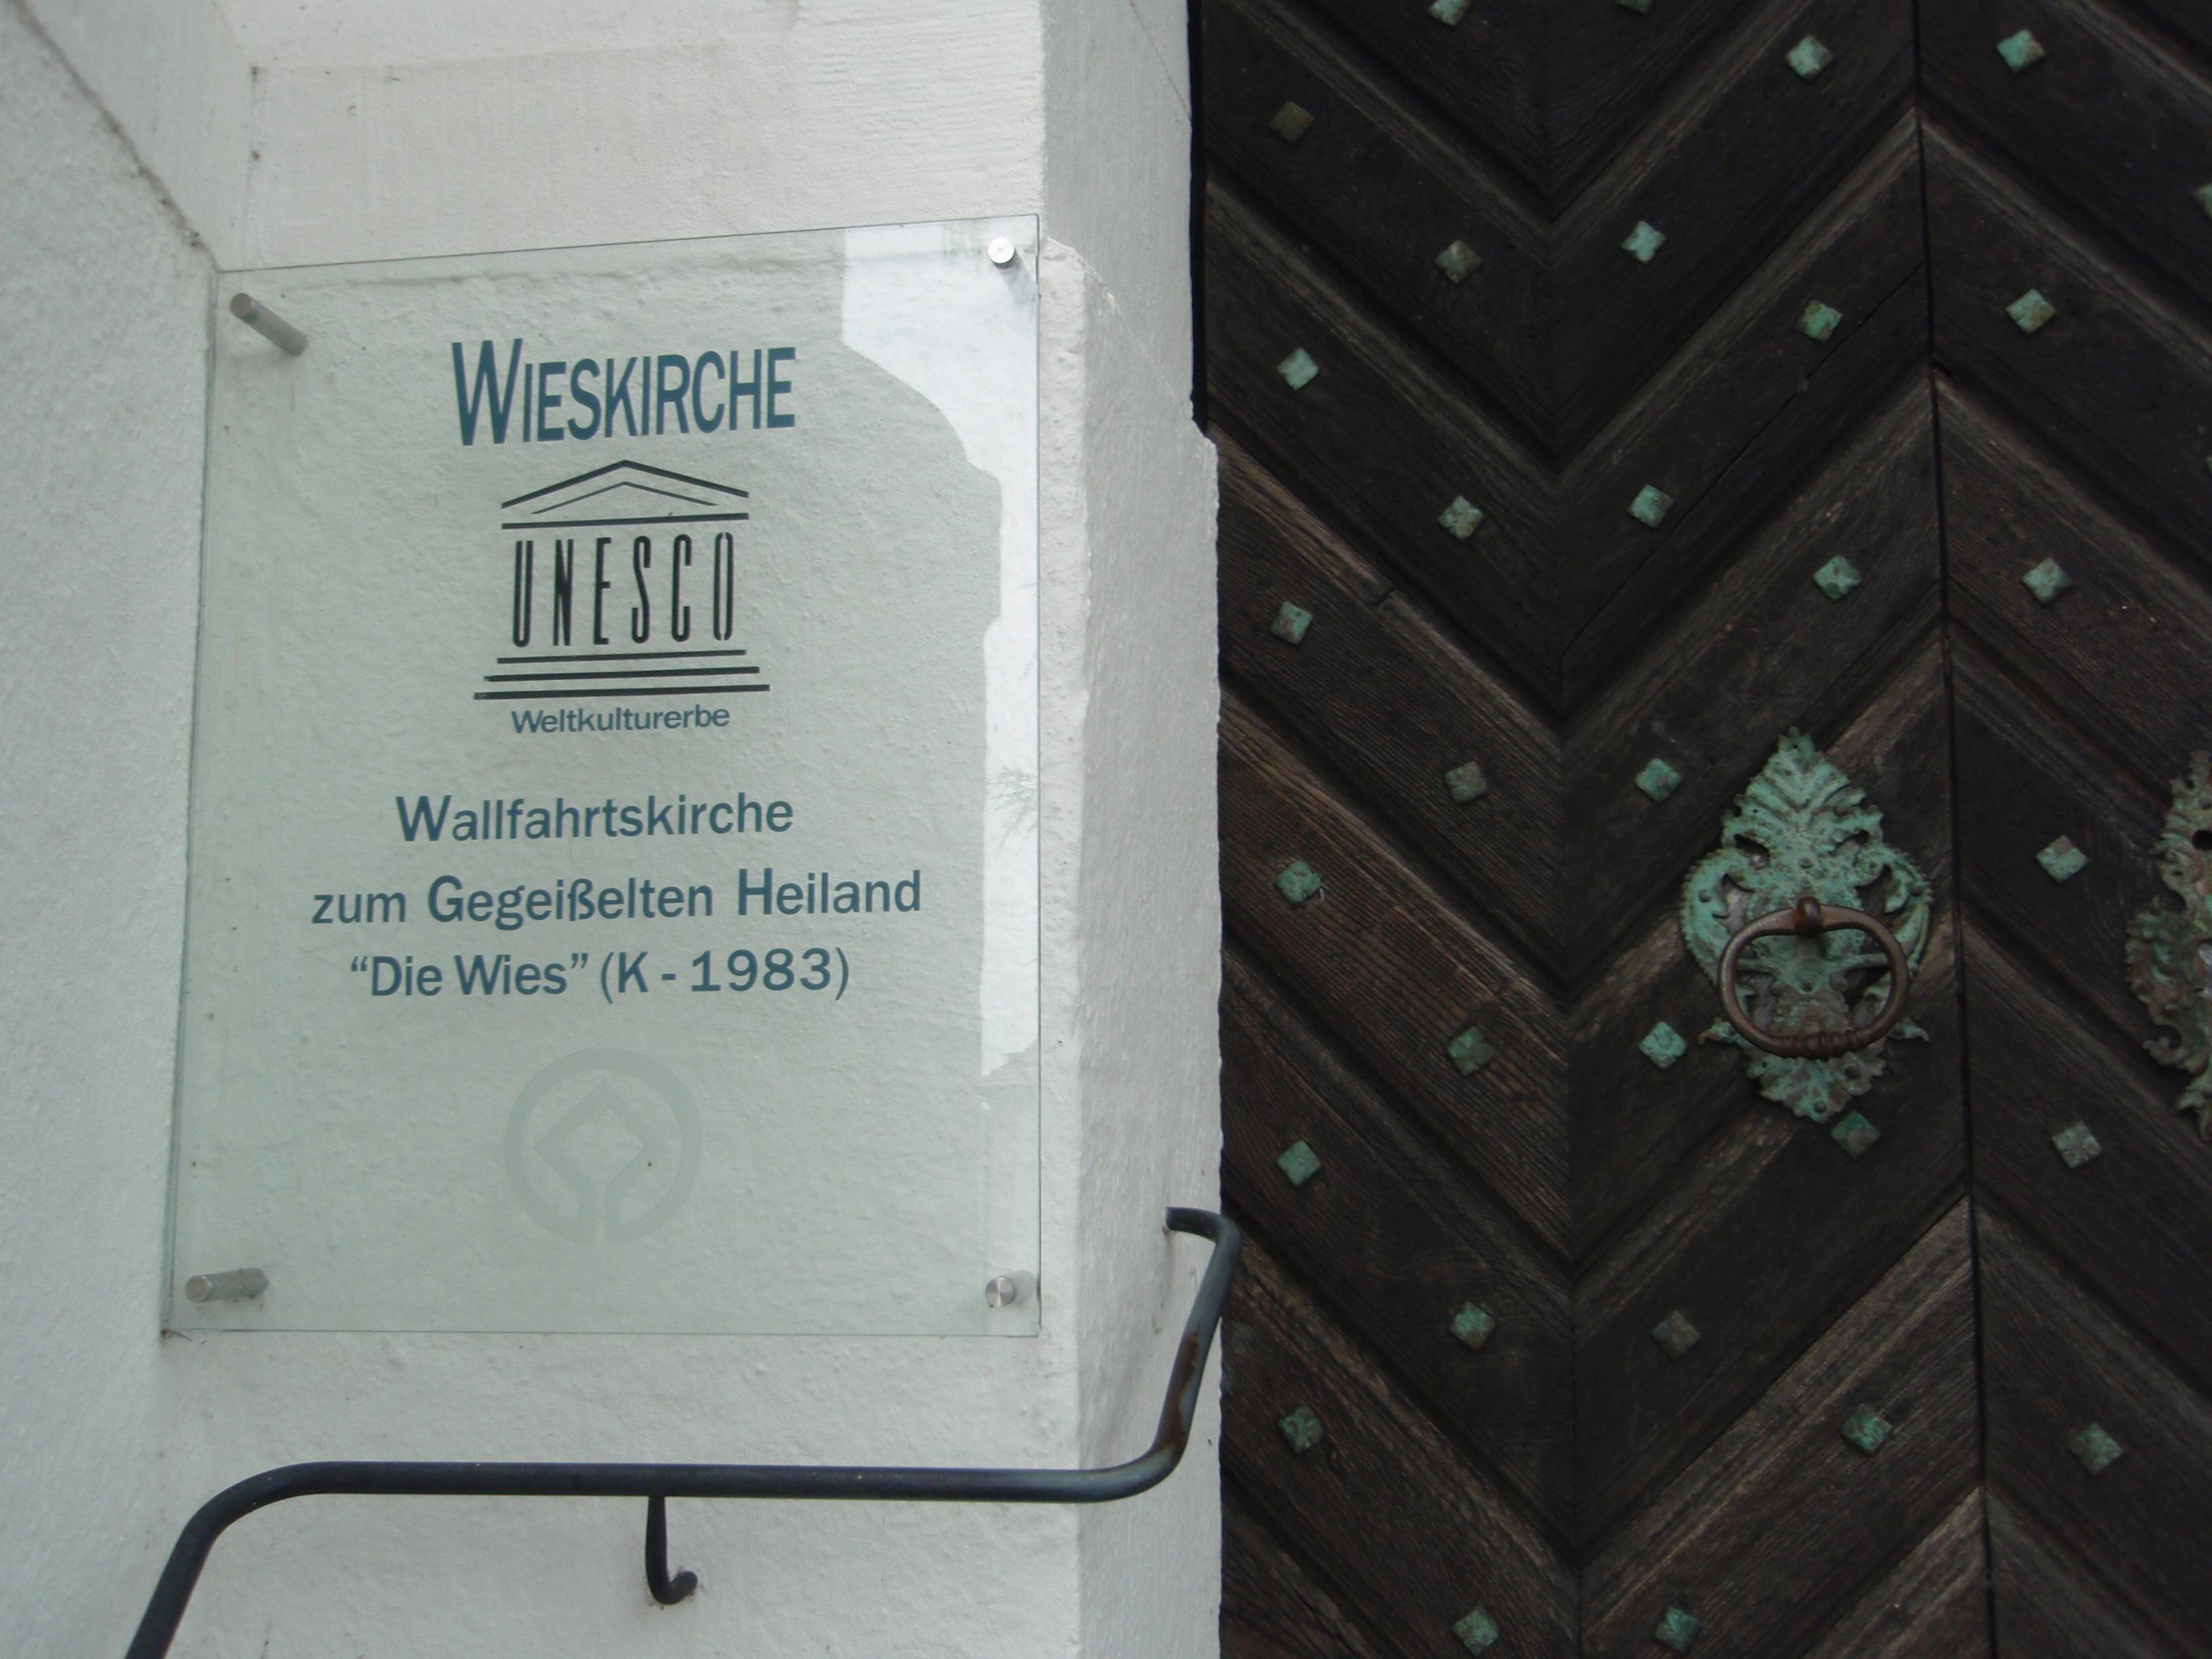 WIESKIRCHE
UNESCO
Weltkulturerbe
Wallfahrtskirche
zum Gegeißelten Heiland
“Die Wies” (K - 1983)